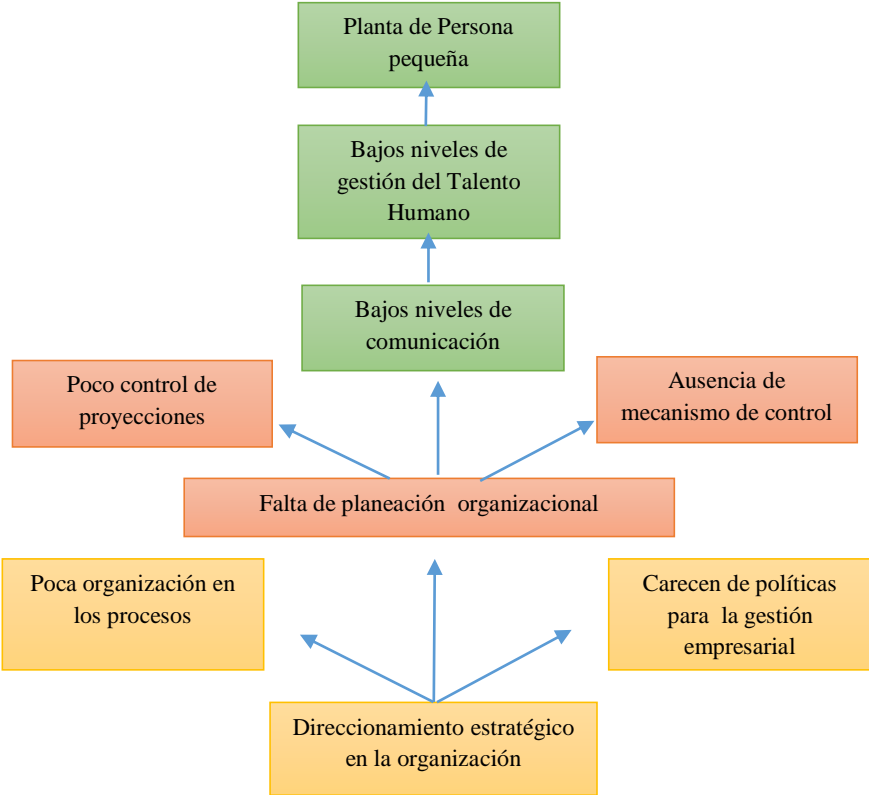 Planta de Persona
pequeña
Bajos niveles de
gestión del Talento
Humano
Bajos niveles de
comunicación
Poco control de
proyecciones
Ausencia de
mecanismo de control
Falta de planeación  organizacional
Poca organización en
los procesos
Carecen de políticas
para  la gestión
empresarial
Direccionamiento estratégico
en la organización